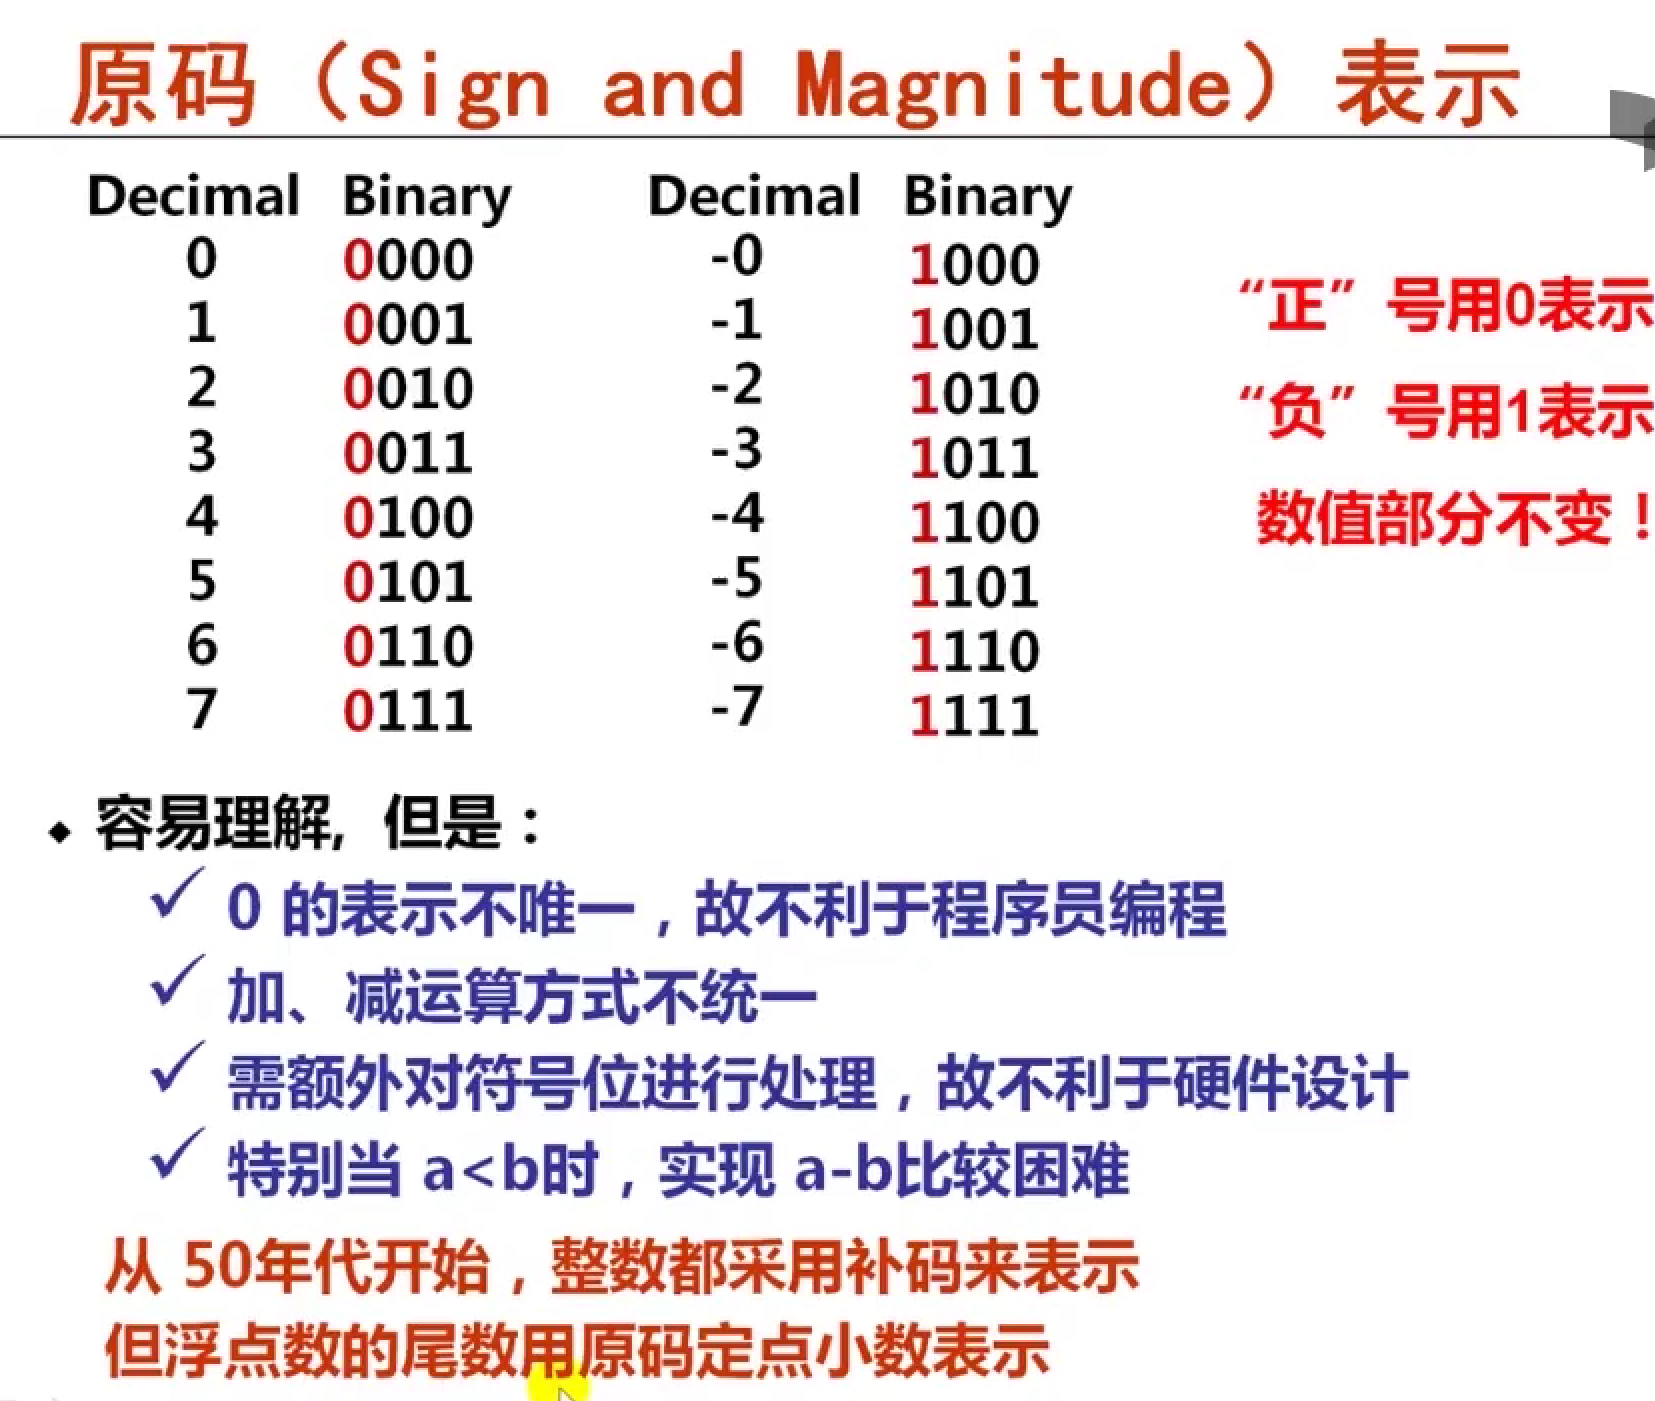 原码（Sign and Magnitude）表示
Decimal Binary Decimal Binary
0 0000 -0 1000
1 0001 -1 1001
2 0010 -2 1010
3 0011 -3 1011
4 0100 -4 1100
5 0101 -5 1101
6 0110 -6 1110
7 0111 -7 1111
“正”号用0表示
“负”号用1表示
数值部分不变！
◆ 容易理解, 但是：
✓ 0 的表示不唯一，故不利于程序员编程
✓ 加、减运算方式不统一
✓ 需额外对符号位进行处理，故不利于硬件设计
✓ 特别当 a<b时，实现 a-b比较困难
从 50年代开始，整数都采用补码来表示
但浮点数的尾数用原码定点小数表示